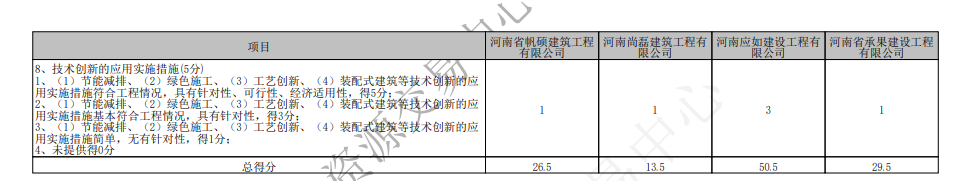 项目
河南省帆硕建筑工程
有限公司
河南尚磊建筑工程有
限公司
河南应如建设工程有
限公司
河南省承果建设工程
有限公司
8、技术创新的应用实施措施(5分)
1、（1）节能减排、（2）绿色施工、（3）工艺创新、（4）装配式建筑等技术创新的应
用实施措施符合工程情况，具有针对性、可行性、经济适用性，得5分；
2、（1）节能减排、（2）绿色施工、（3）工艺创新、（4）装配式建筑等技术创新的应
用实施措施基本符合工程情况，具有针对性，得3分；
3、（1）节能减排、（2）绿色施工、（3）工艺创新、（4）装配式建筑等技术创新的应
用实施措施简单，无有针对性，得1分；
4、未提供得0分
1
1
3
1
总得分
26.5
13.5
50.5
29.5
资源交易中心
易中心